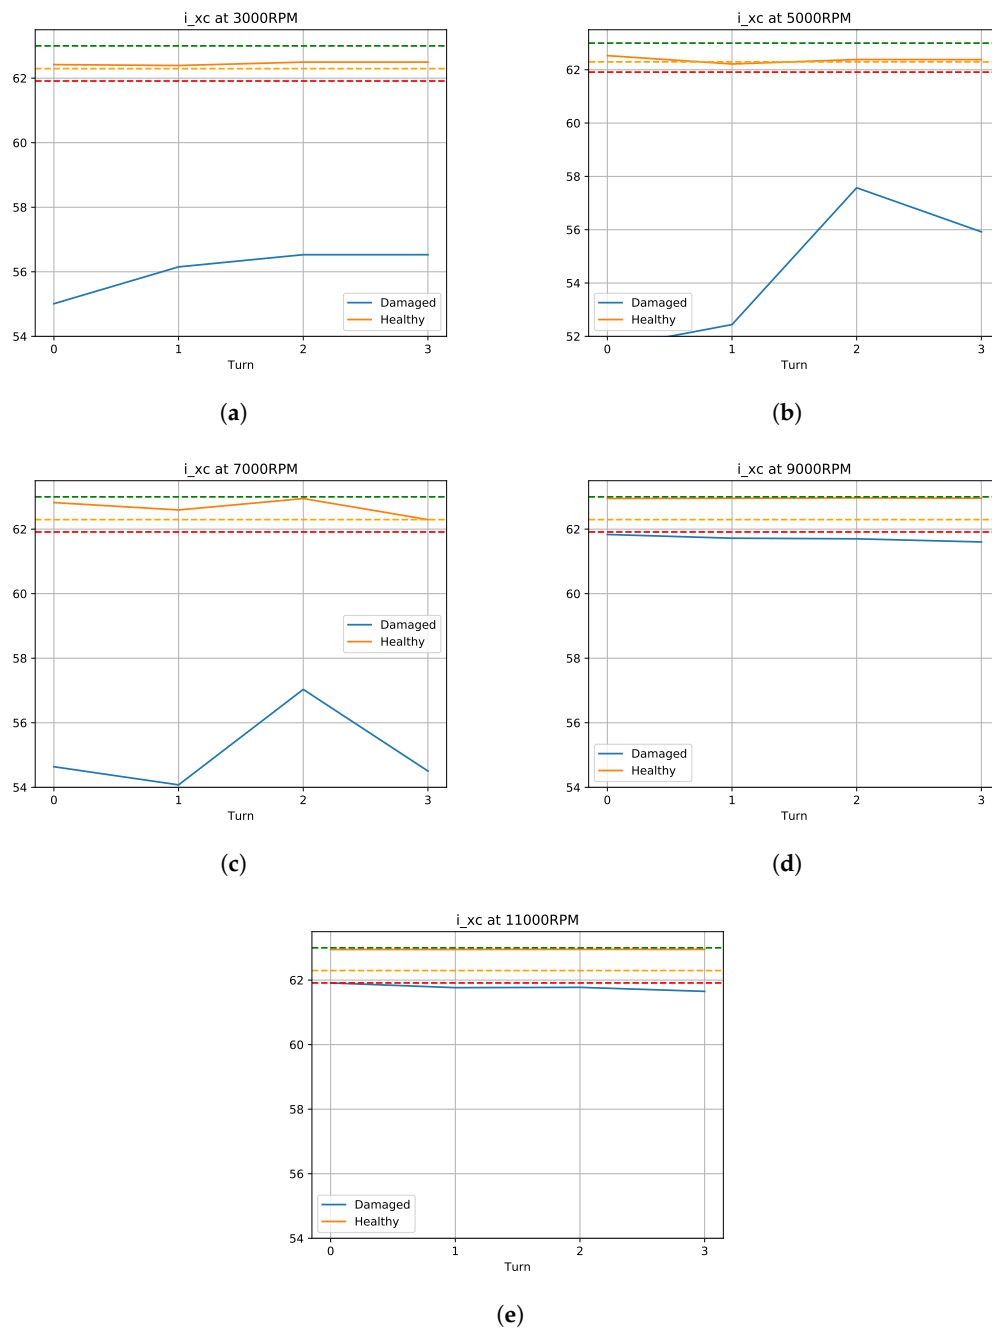 i_xc at 3000RPM
62
60
58
56
54
0 1 2 3
Turn
Damaged
Healthy
(a)
i_xc at 5000RPM
62
60
58
56
54
52
0 1 2 3
Turn
Damaged
Healthy
(b)
i_xc at 7000RPM
62
60
58
56
54
0 1 2 3
Turn
Damaged
Healthy
(c)
i_xc at 9000RPM
62
60
58
56
54
0 1 2 3
Turn
Damaged
Healthy
(d)
i_xc at 11000RPM
62
60
58
56
54
0 1 2 3
Turn
Damaged
Healthy
(e)